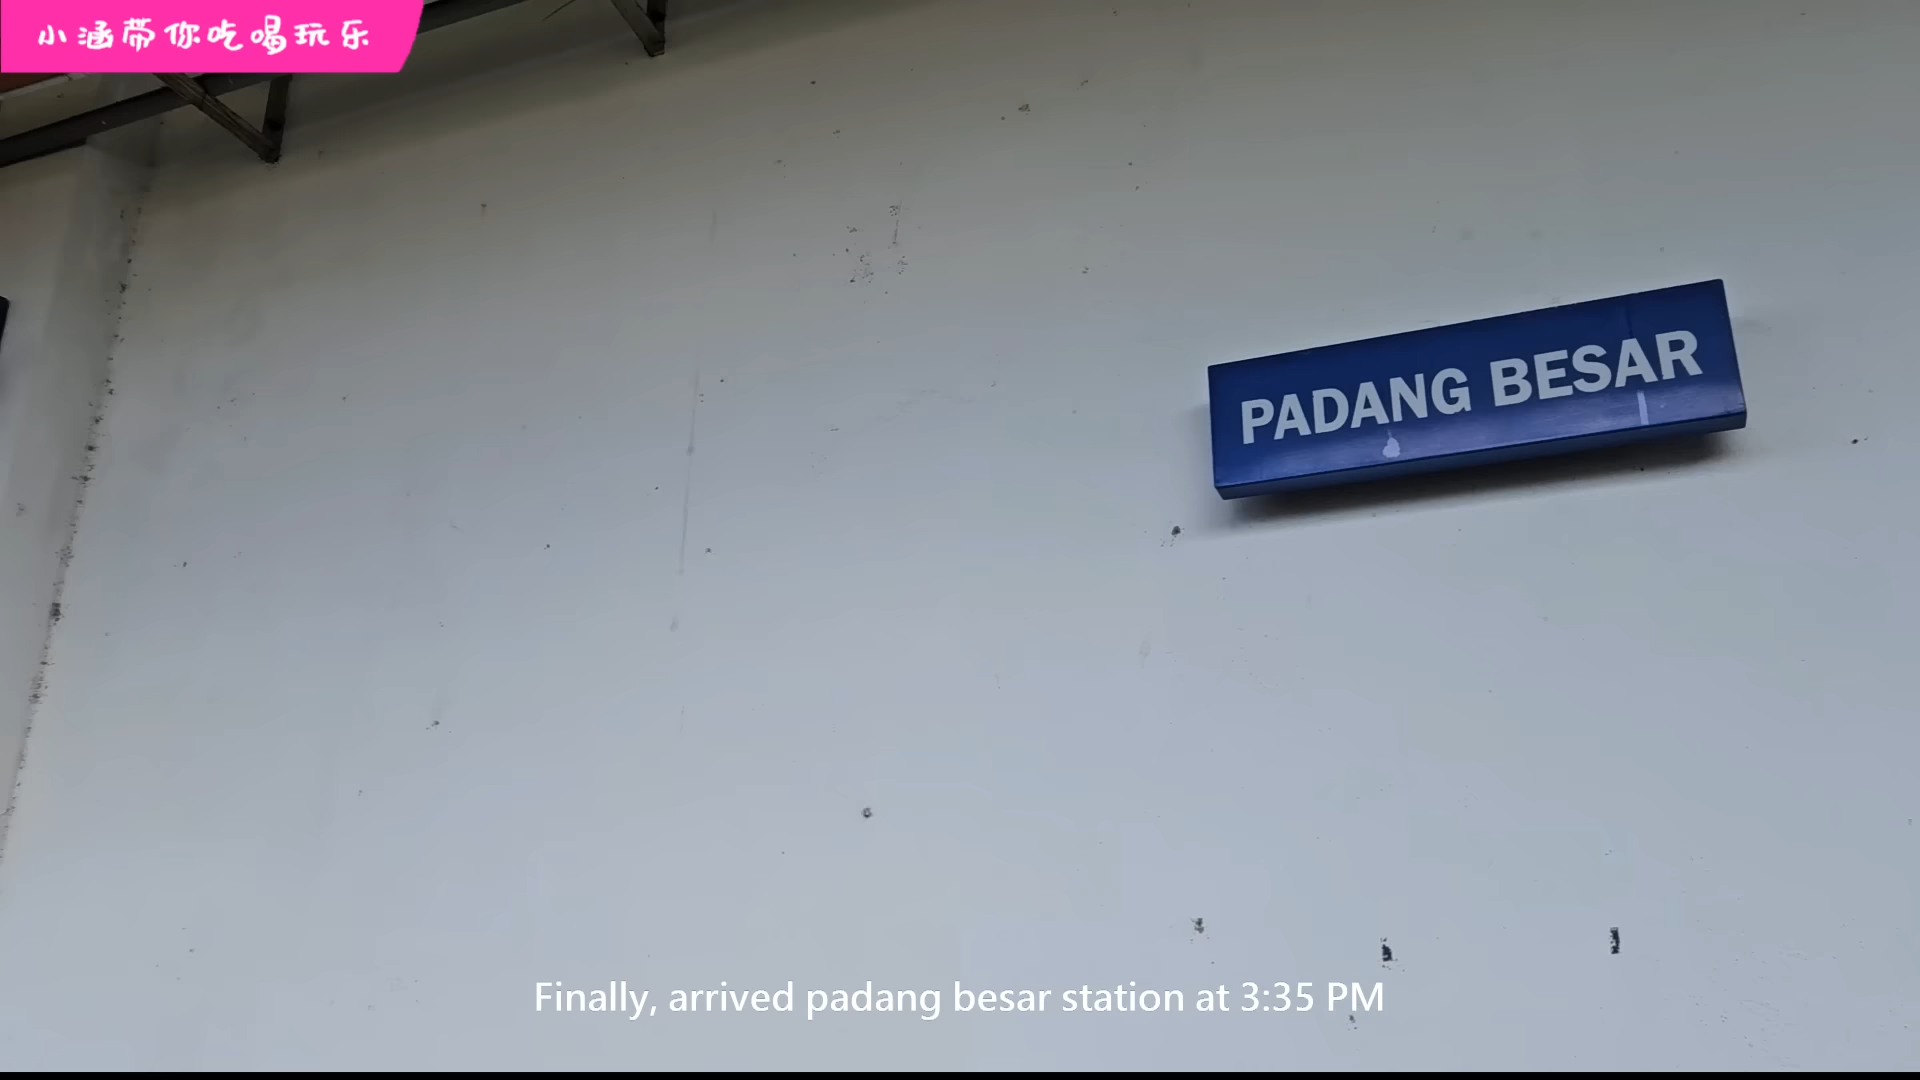 小涵带你吃喝玩乐
PADANG BESAR
Finally, arrived padang besar station at 3:35 PM